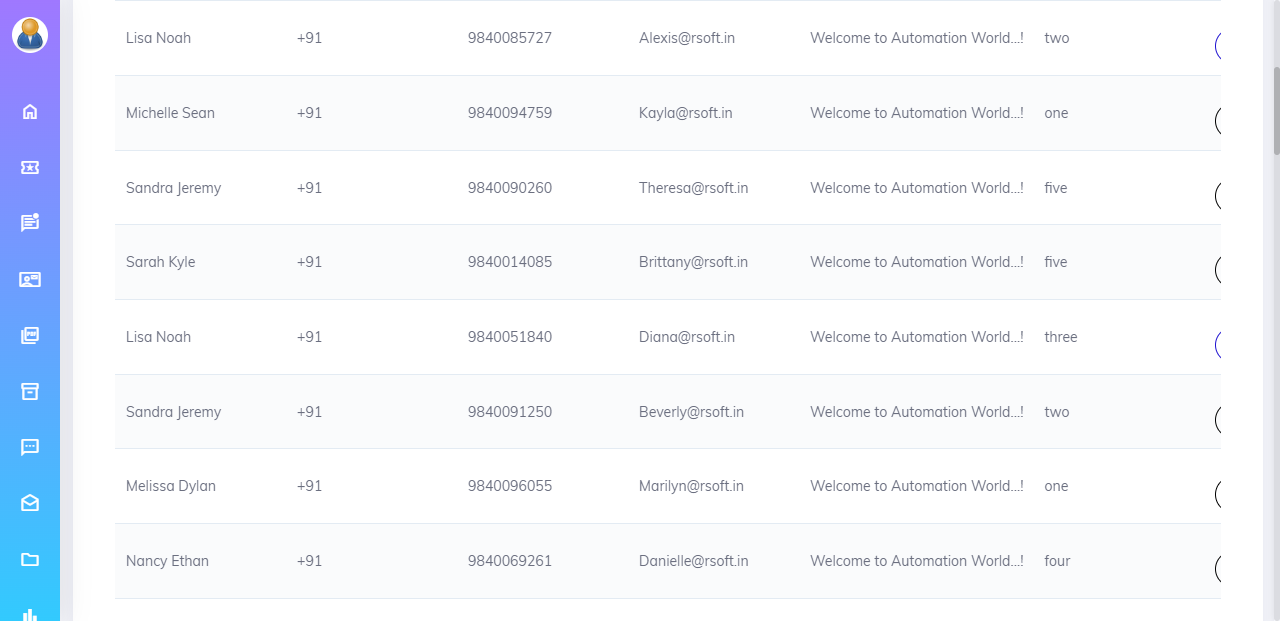 Lisa Noah +91 9840085727 Alexis@rsoft.in Welcome to Automation World...! two
Michelle Sean +91 9840094759 Kayla@rsoft.in Welcome to Automation World...! one
Sandra Jeremy +91 9840090260 Theresa@rsoft.in Welcome to Automation World...! five
Sarah Kyle +91 9840014085 Brittany@rsoft.in Welcome to Automation World...! five
Lisa Noah +91 9840051840 Diana@rsoft.in Welcome to Automation World...! three
Sandra Jeremy +91 9840091250 Beverly@rsoft.in Welcome to Automation World...! two
Melissa Dylan +91 9840096055 Marilyn@rsoft.in Welcome to Automation World...! one
Nancy Ethan +91 9840069261 Danielle@rsoft.in Welcome to Automation World...! four